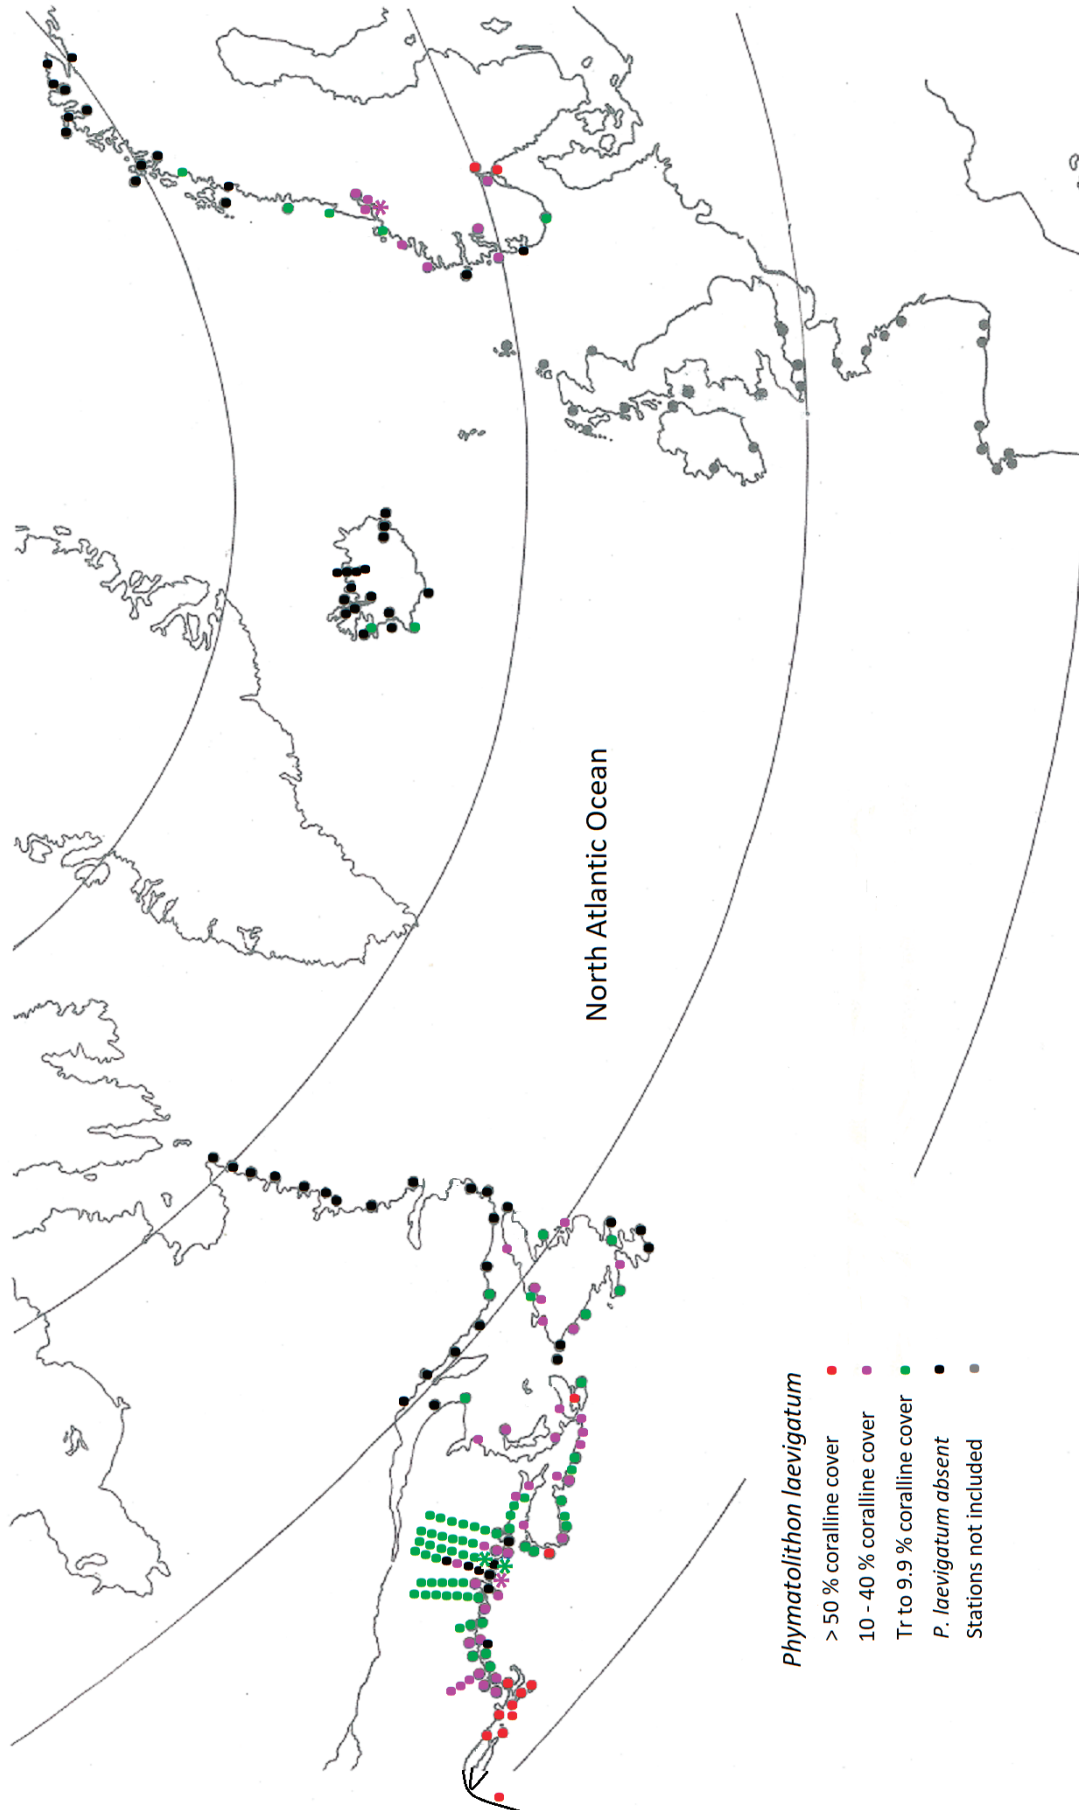 North Atlantic Ocean
Phymatolithon laevigatum
> 50 % coralline cover
10 - 40 % coralline cover
Tr to 9.9 % coralline cover
P. laevigatum absent
Stations not included